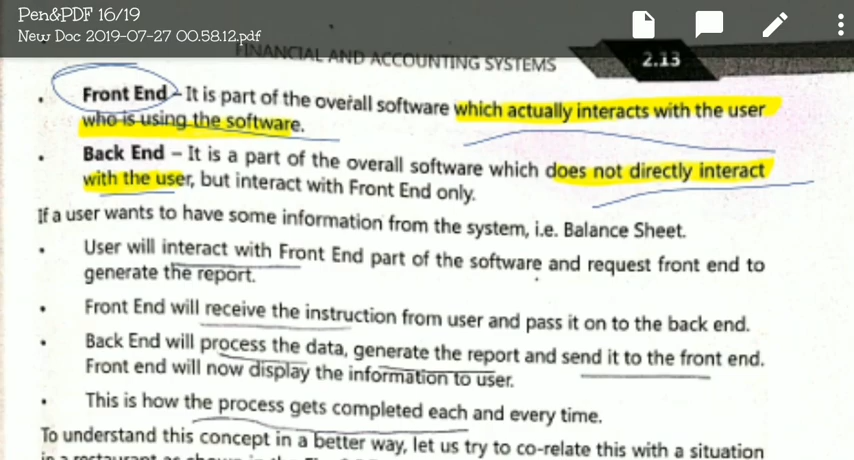 Pen&PDF 16/19
New Doc 2019-07-27 00.58.12.pdf
FINANCIAL AND ACCOUNTING SYSTEMS 2.13
• Front End – It is part of the overall software which actually interacts with the user
who is using the software.
• Back End – It is a part of the overall software which does not directly interact
with the user, but interact with Front End only.
If a user wants to have some information from the system, i.e. Balance Sheet.
• User will interact with Front End part of the software and request front end to
generate the report.
• Front End will receive the instruction from user and pass it on to the back end.
• Back End will process the data, generate the report and send it to the front end.
Front end will now display the information to user.
• This is how the process gets completed each and every time.
To understand this concept in a better way, let us try to co-relate this with a situation
in a restaurant as shown in the